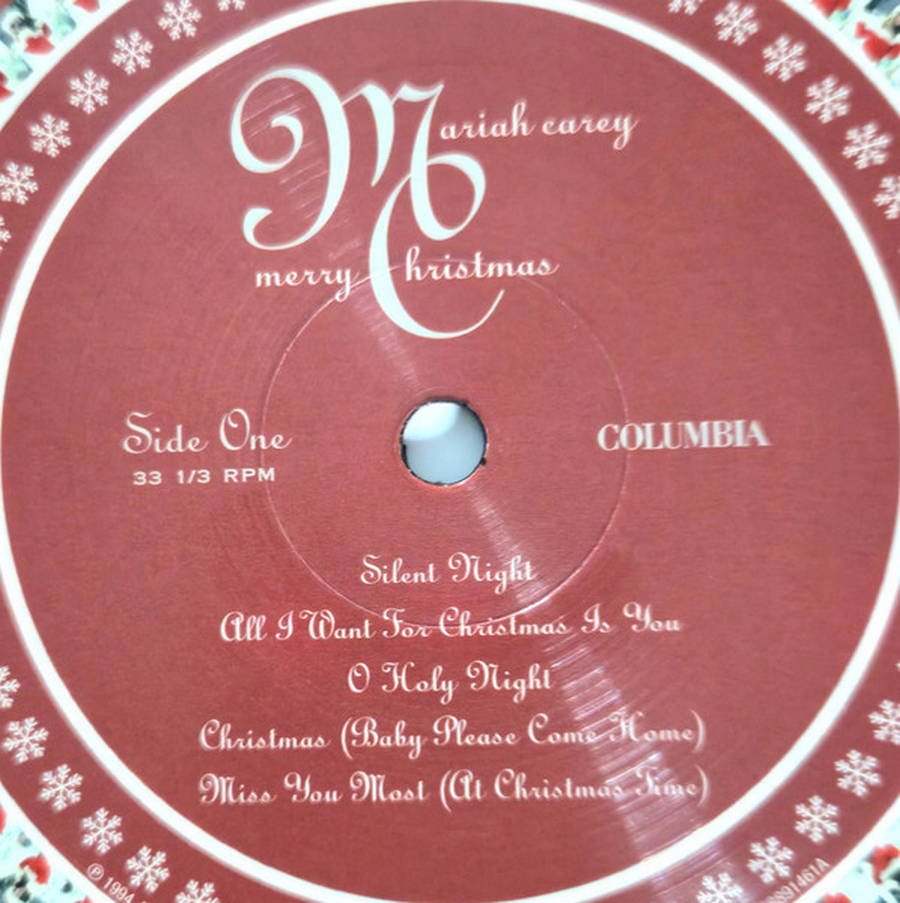 Mariah carey
merry Christmas
Side One
33 1/3 RPM
COLUMBIA
Silent Night
All I Want For Christmas Is You
O Holy Night
Christmas (Baby Please Come Home)
Miss You Most (At Christmas Time)
℗ 1994